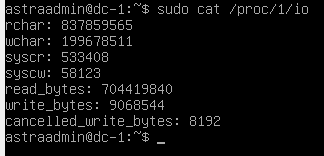 astraadmin@dc-1:~$ sudo cat /proc/1/io
rchar: 837859565
wchar: 199678511
syscr: 533408
syscw: 58123
read_bytes: 704419840
write_bytes: 9068544
cancelled_write_bytes: 8192
astraadmin@dc-1:~$ _